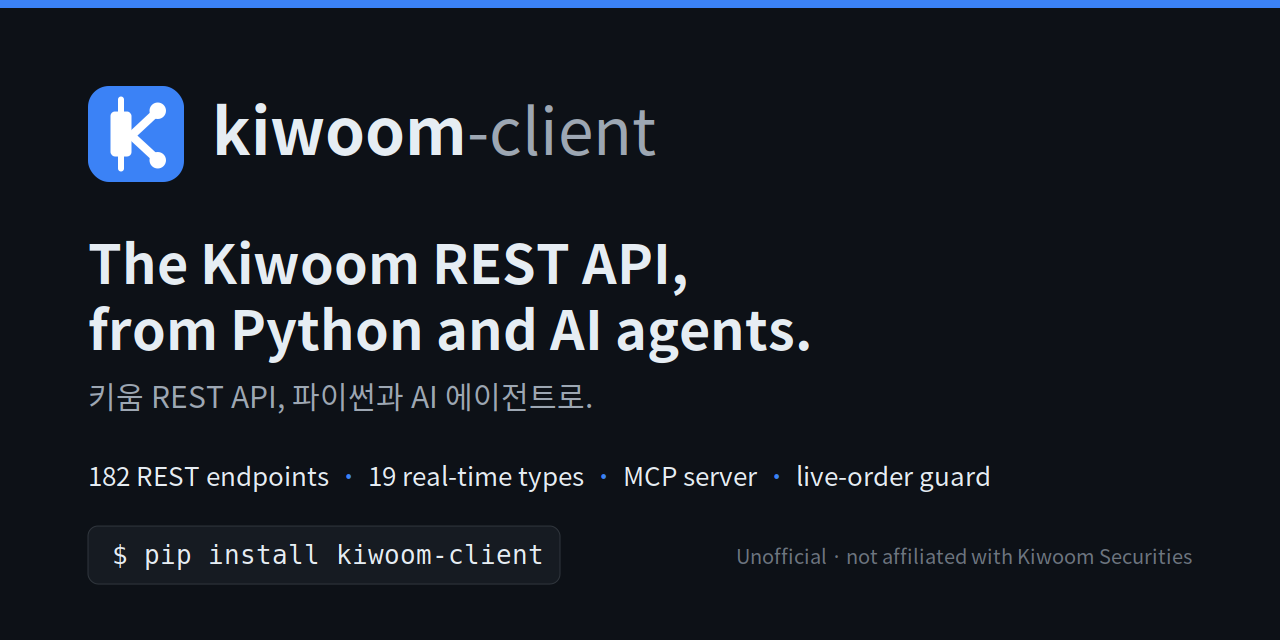 kiwoom-client
The Kiwoom REST API,
from Python and AI agents.
키움 REST API, 파이썬과 AI 에이전트로.
182 REST endpoints · 19 real-time types · MCP server · live-order guard
$ pip install kiwoom-client
Unofficial · not affiliated with Kiwoom Securities